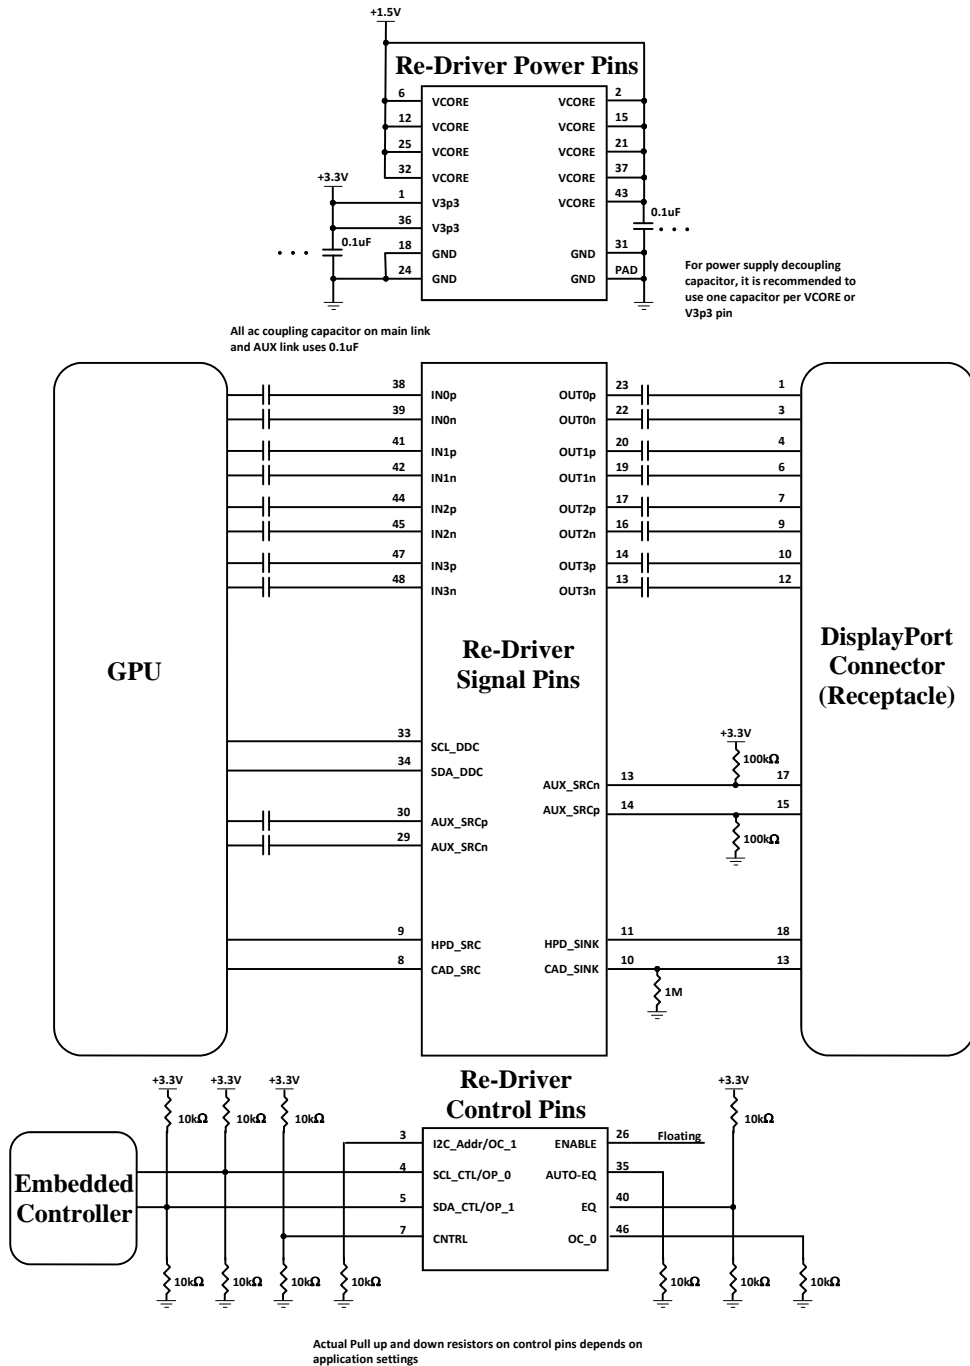 +1.5V
Re-Driver Power Pins
6 VCORE VCORE 2
12 VCORE VCORE 15
25 VCORE VCORE 21
32 VCORE VCORE 37
+3.3V
1 V3p3 VCORE 43
36 V3p3
0.1uF
0.1uF
18 GND GND 31
24 GND GND PAD
For power supply decoupling
capacitor, it is recommended to
use one capacitor per VCORE or
V3p3 pin
All ac coupling capacitor on main link
and AUX link uses 0.1uF
38 IN0p OUT0p 23 1
39 IN0n OUT0n 22 3
41 IN1p OUT1p 20 4
42 IN1n OUT1n 19 6
44 IN2p OUT2p 17 7
45 IN2n OUT2n 16 9
47 IN3p OUT3p 14 10
48 IN3n OUT3n 13 12
GPU
Re-Driver
Signal Pins
DisplayPort
Connector
(Receptacle)
33 SCL_DDC
34 SDA_DDC
+3.3V
100kΩ
AUX_SRCn 13 17
AUX_SRCp 14 15
100kΩ
30 AUX_SRCp
29 AUX_SRCn
9 HPD_SRC HPD_SINK 11 18
8 CAD_SRC CAD_SINK 10 13
1M
Re-Driver
Control Pins
+3.3V +3.3V +3.3V +3.3V
10kΩ 10kΩ 10kΩ 10kΩ
Embedded
Controller
3 I2C_Addr/OC_1 ENABLE 26 Floating
4 SCL_CTL/OP_0 AUTO-EQ 35
5 SDA_CTL/OP_1 EQ 40
7 CNTRL OC_0 46
10kΩ 10kΩ 10kΩ 10kΩ 10kΩ 10kΩ 10kΩ
Actual Pull up and down resistors on control pins depends on
application settings